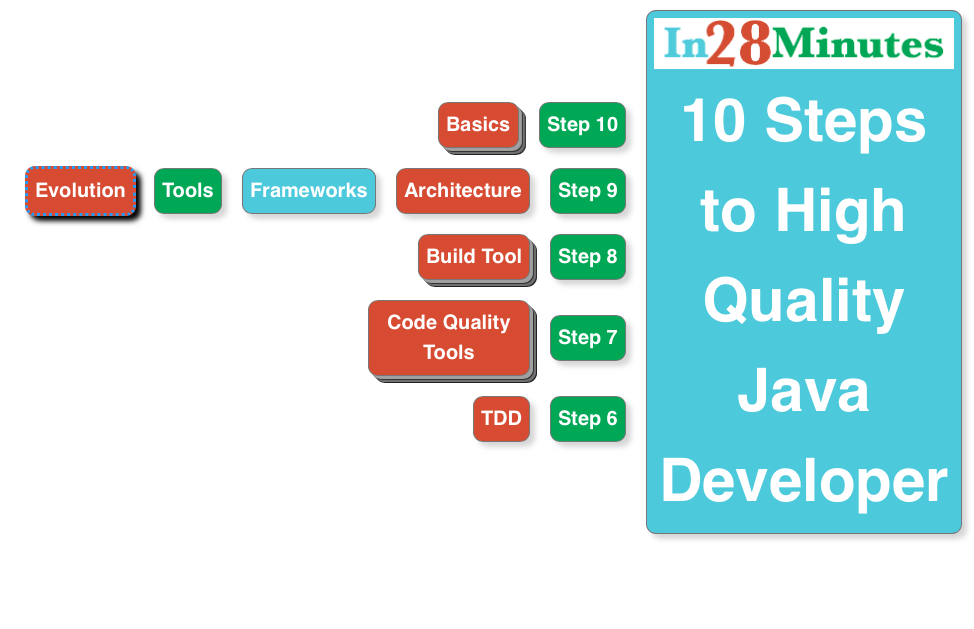 In28Minutes
10 Steps
to High
Quality
Java
Developer
Basics
Step 10
Evolution
Tools
Frameworks
Architecture
Step 9
Build Tool
Step 8
Code Quality
Tools
Step 7
TDD
Step 6